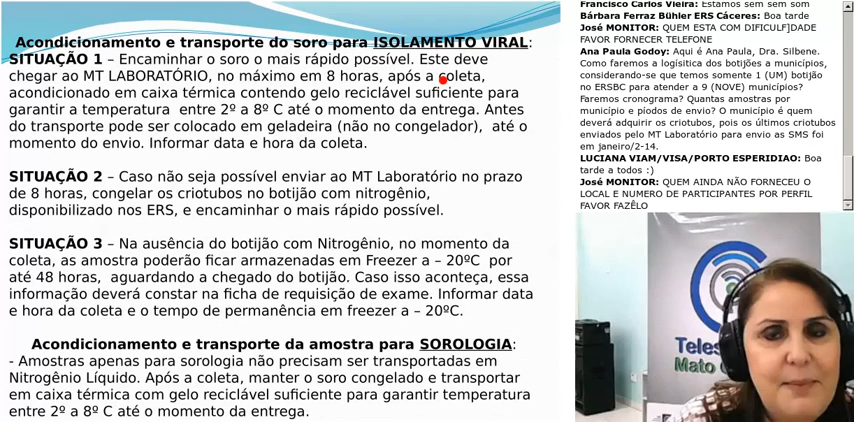 Acondicionamento e transporte do soro para ISOLAMENTO VIRAL:
SITUAÇÃO 1 – Encaminhar o soro o mais rápido possível. Este deve
chegar ao MT LABORATÓRIO, no máximo em 8 horas, após a coleta,
acondicionado em caixa térmica contendo gelo reciclável suficiente para
garantir a temperatura entre 2º a 8º C até o momento da entrega. Antes
do transporte pode ser colocado em geladeira (não no congelador), até o
momento do envio. Informar data e hora da coleta.
SITUAÇÃO 2 – Caso não seja possível enviar ao MT Laboratório no prazo
de 8 horas, congelar os criotubos no botijão com nitrogênio,
disponibilizado nos ERS, e encaminhar o mais rápido possível.
SITUAÇÃO 3 – Na ausência do botijão com Nitrogênio, no momento da
coleta, as amostra poderão ficar armazenadas em Freezer a – 20ºC por
até 48 horas, aguardando a chegado do botijão. Caso isso aconteça, essa
informação deverá constar na ficha de requisição de exame. Informar data
e hora da coleta e o tempo de permanência em freezer a – 20ºC.
Acondicionamento e transporte da amostra para SOROLOGIA:
- Amostras apenas para sorologia não precisam ser transportadas em
Nitrogênio Líquido. Após a coleta, manter o soro congelado e transportar
em caixa térmica com gelo reciclável suficiente para garantir temperatura
entre 2º a 8º C até o momento da entrega.
Francisco Carlos Vieira: Estamos sem sem som
Bárbara Ferraz Bühler ERS Cáceres: Boa
tarde
José MONITOR: QUEM ESTA COM DIFICULF]DADE
FAVOR FORNECER TELEFONE
Ana Paula Godoy: Aqui é Ana Paula, Dra. Silbene.
Como faremos a logísitica dos botijões a municípios,
considerando-se que temos somente 1 (UM) botijão
no ERSBC para atender a 9 (NOVE) municípios?
Faremos cronograma? Quantas amostras por
município e píodos de envio? O município é quem
deverá adquirir os criotubos, pois os últimos criotubos
enviados pelo MT Laboratório para envio as SMS foi
em janeiro/2-14.
LUCIANA VIAM/VISA/PORTO ESPERIDIAO: Boa
tarde a todos :)
José MONITOR: QUEM AINDA NÃO FORNECEU O
LOCAL E NUMERO DE PARTICIPANTES POR PERFIL
FAVOR FAZÊLO
Teles
Mato